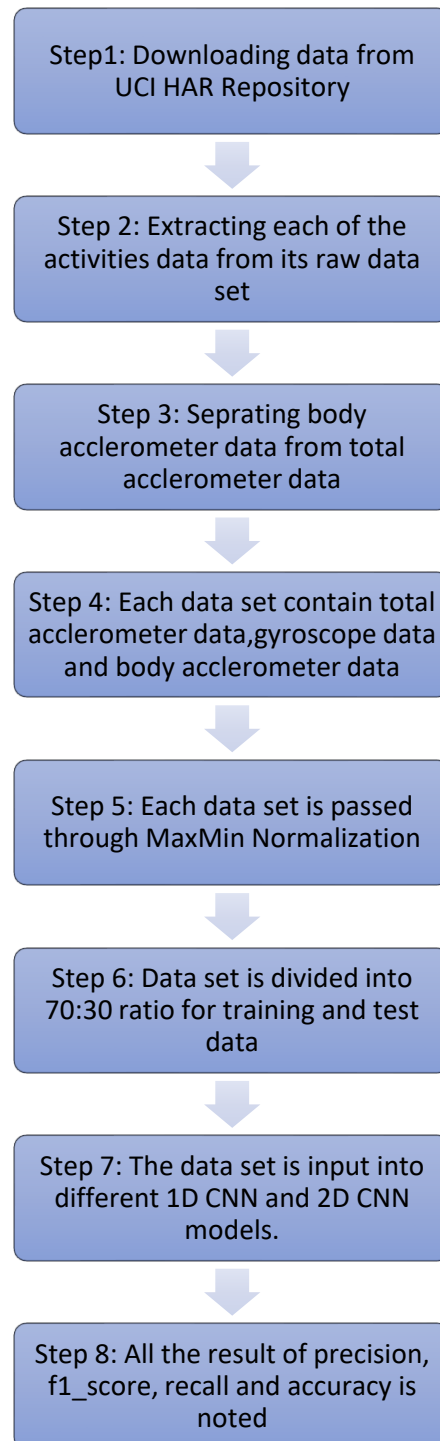 Step1: Downloading data from
UCI HAR Repository
Step 2: Extracting each of the
activities data from its raw data
set
Step 3: Seprating body
acclerometer data from total
acclerometer data
Step 4: Each data set contain total
acclerometer data,gyroscope data
and body acclerometer data
Step 5: Each data set is passed
through MaxMin Normalization
Step 6: Data set is divided into
70:30 ratio for training and test
data
Step 7: The data set is input into
different 1D CNN and 2D CNN
models.
Step 8: All the result of precision,
f1_score, recall and accuracy is
noted